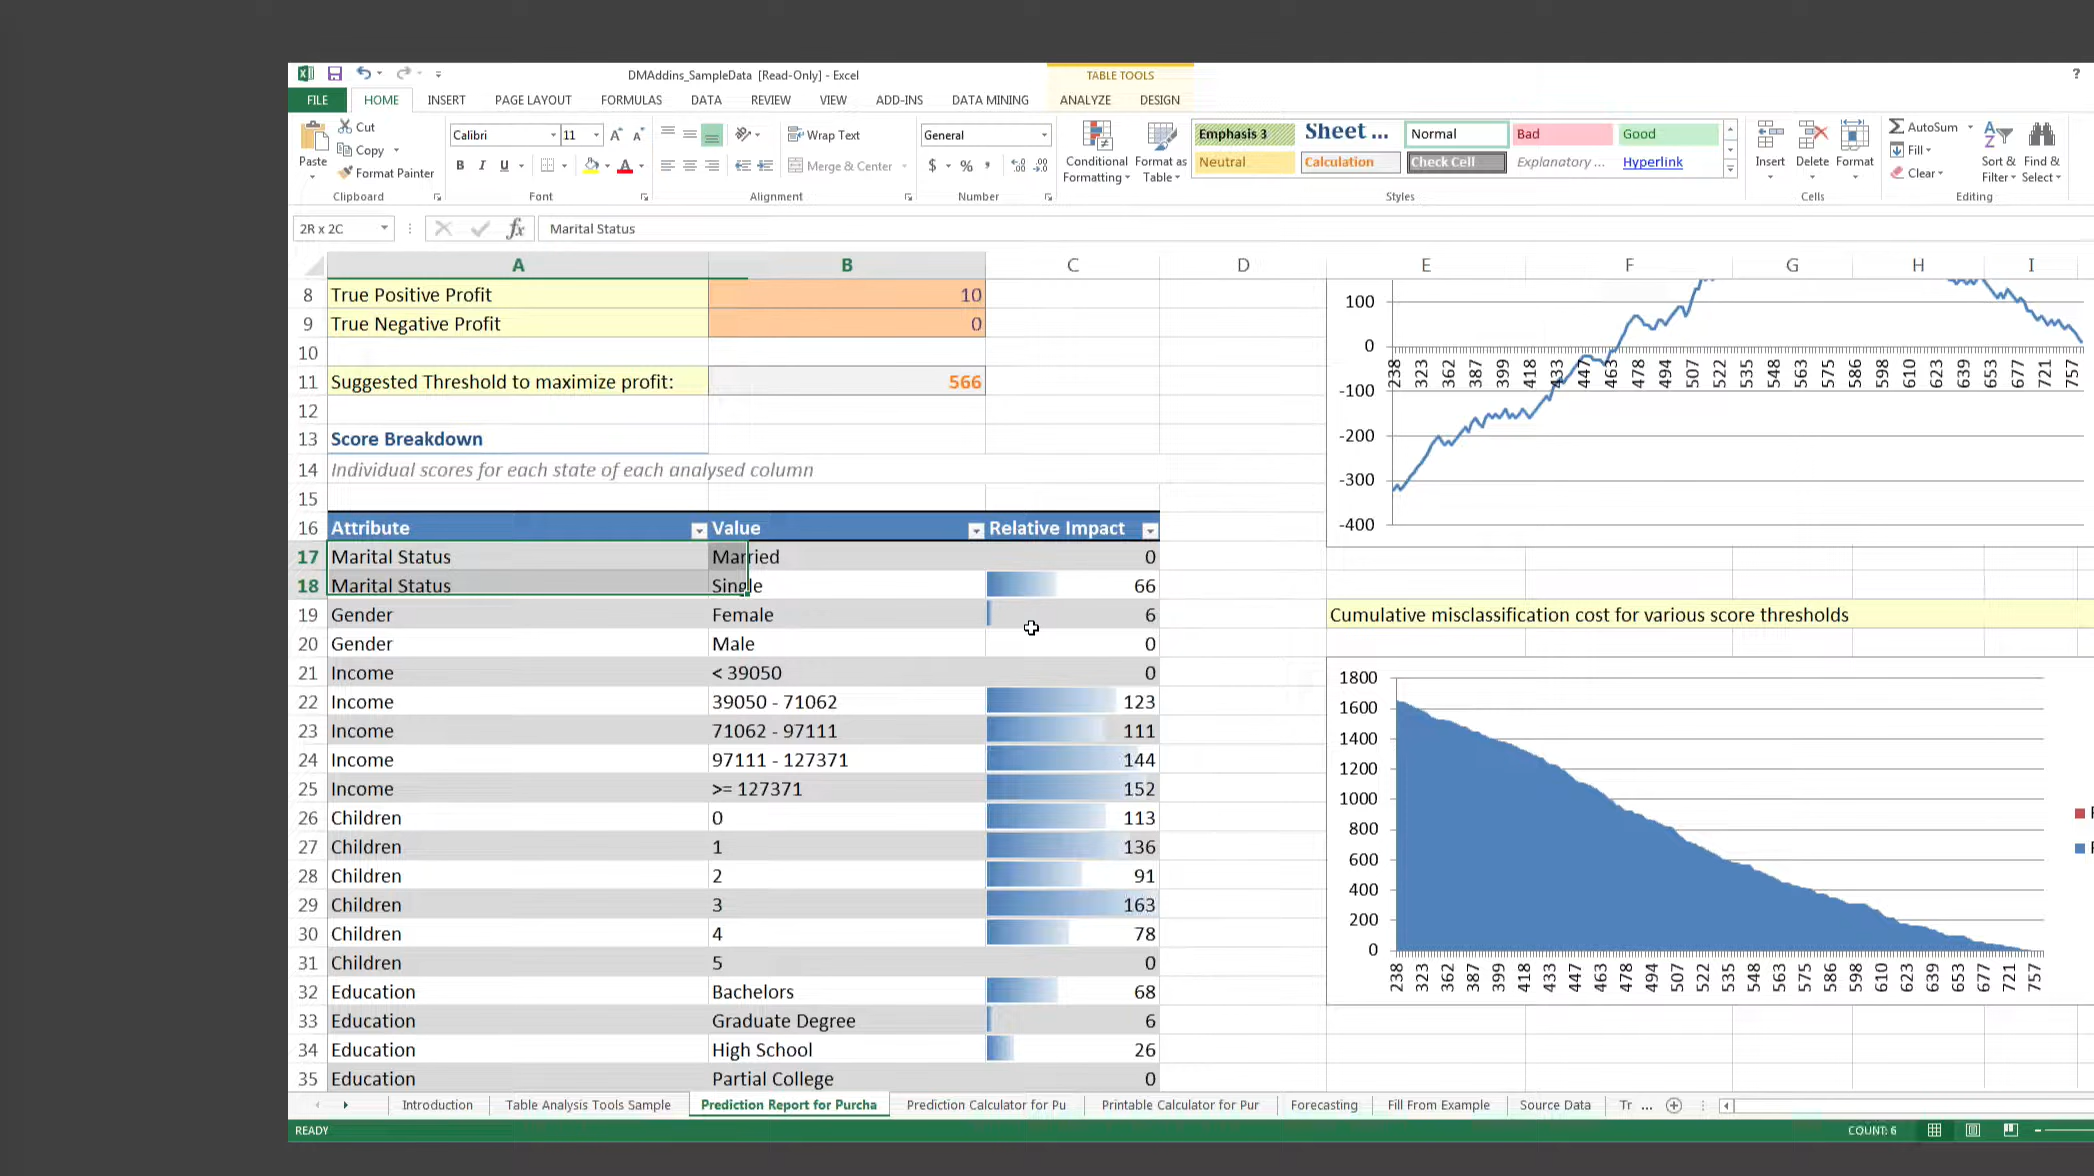 DMAddins_SampleData [Read-Only] - Excel
TABLE TOOLS
?
FILE HOME INSERT PAGE LAYOUT FORMULAS DATA REVIEW VIEW ADD-INS DATA MINING ANALYZE DESIGN
Paste
Cut
Copy
Format Painter
Clipboard
Calibri 11
B I U
Font
Wrap Text
Merge & Center
Alignment
General
$ % ,
Number
Conditional Formatting
Format as Table
Emphasis 3 Sheet ... Normal Bad Good
Neutral Calculation Check Cell Explanatory ... Hyperlink
Styles
Insert Delete Format
Cells
AutoSum
Fill
Clear
Sort & Filter
Find & Select
Editing
2R x 2C fx Marital Status
A B C D E F G H I
8 True Positive Profit 10
9 True Negative Profit 0
10
11 Suggested Threshold to maximize profit: 566
12
13 Score Breakdown
14 Individual scores for each state of each analysed column
15
16 Attribute Value Relative Impact
17 Marital Status Married 0
18 Marital Status Single 66
19 Gender Female 6
20 Gender Male 0
21 Income < 39050 0
22 Income 39050 - 71062 123
23 Income 71062 - 97111 111
24 Income 97111 - 127371 144
25 Income >= 127371 152
26 Children 0 113
27 Children 1 136
28 Children 2 91
29 Children 3 163
30 Children 4 78
31 Children 5 0
32 Education Bachelors 68
33 Education Graduate Degree 6
34 Education High School 26
35 Education Partial College 0
100
0
-100
-200
-300
-400
238 323 362 387 399 418 433 447 463 478 494 507 522 535 548 563 575 586 598 610 623 639 653 677 721 757
Cumulative misclassification cost for various score thresholds
1800
1600
1400
1200
1000
800
600
400
200
0
238 323 362 387 399 418 433 447 463 478 494 507 522 535 548 563 575 586 598 610 623 639 653 677 721 757
Introduction Table Analysis Tools Sample Prediction Report for Purcha Prediction Calculator for Pu Printable Calculator for Pur Forecasting Fill From Example Source Data Tr ...
READY COUNT: 6